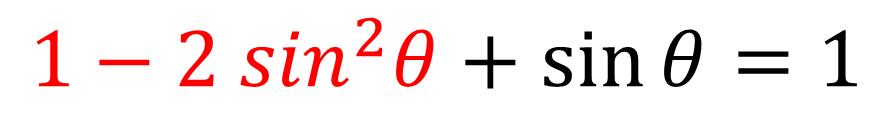 1 − 2 sin²θ + sin θ = 1